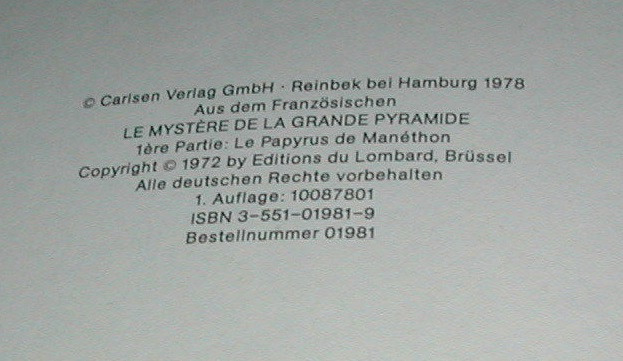 © Carlsen Verlag GmbH · Reinbek bei Hamburg 1978
Aus dem Französischen
LE MYSTÈRE DE LA GRANDE PYRAMIDE
1ère Partie: Le Papyrus de Manéthon
Copyright © 1972 by Editions du Lombard, Brüssel
Alle deutschen Rechte vorbehalten
1. Auflage: 10087801
ISBN 3-551-01981-9
Bestellnummer 01981